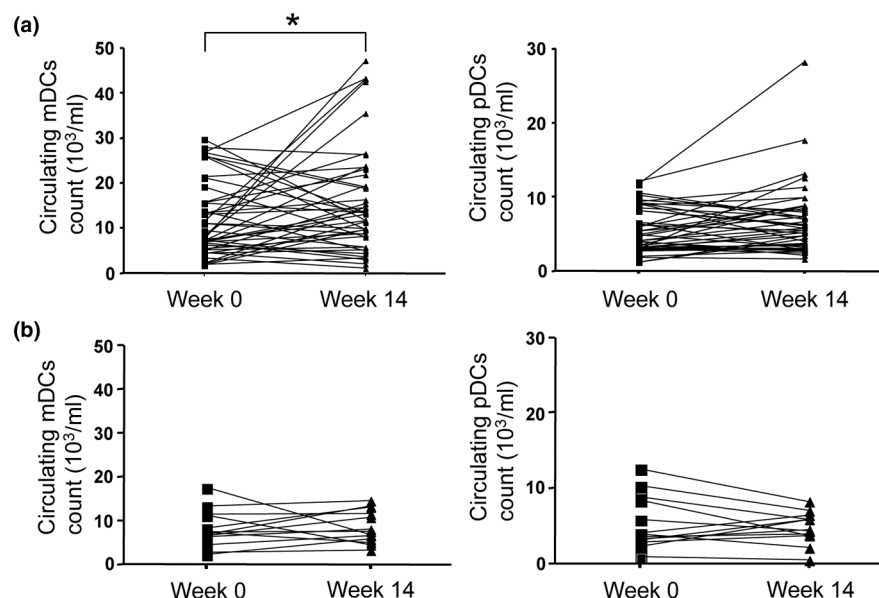 (a)
*
Circulating mDCs
count (10³/ml)
50
40
30
20
10
0
Week 0
Week 14
Circulating pDCs
count (10³/ml)
30
20
10
0
Week 0
Week 14
(b)
Circulating mDCs
count (10³/ml)
50
40
30
20
10
0
Week 0
Week 14
Circulating pDCs
count (10³/ml)
30
20
10
0
Week 0
Week 14